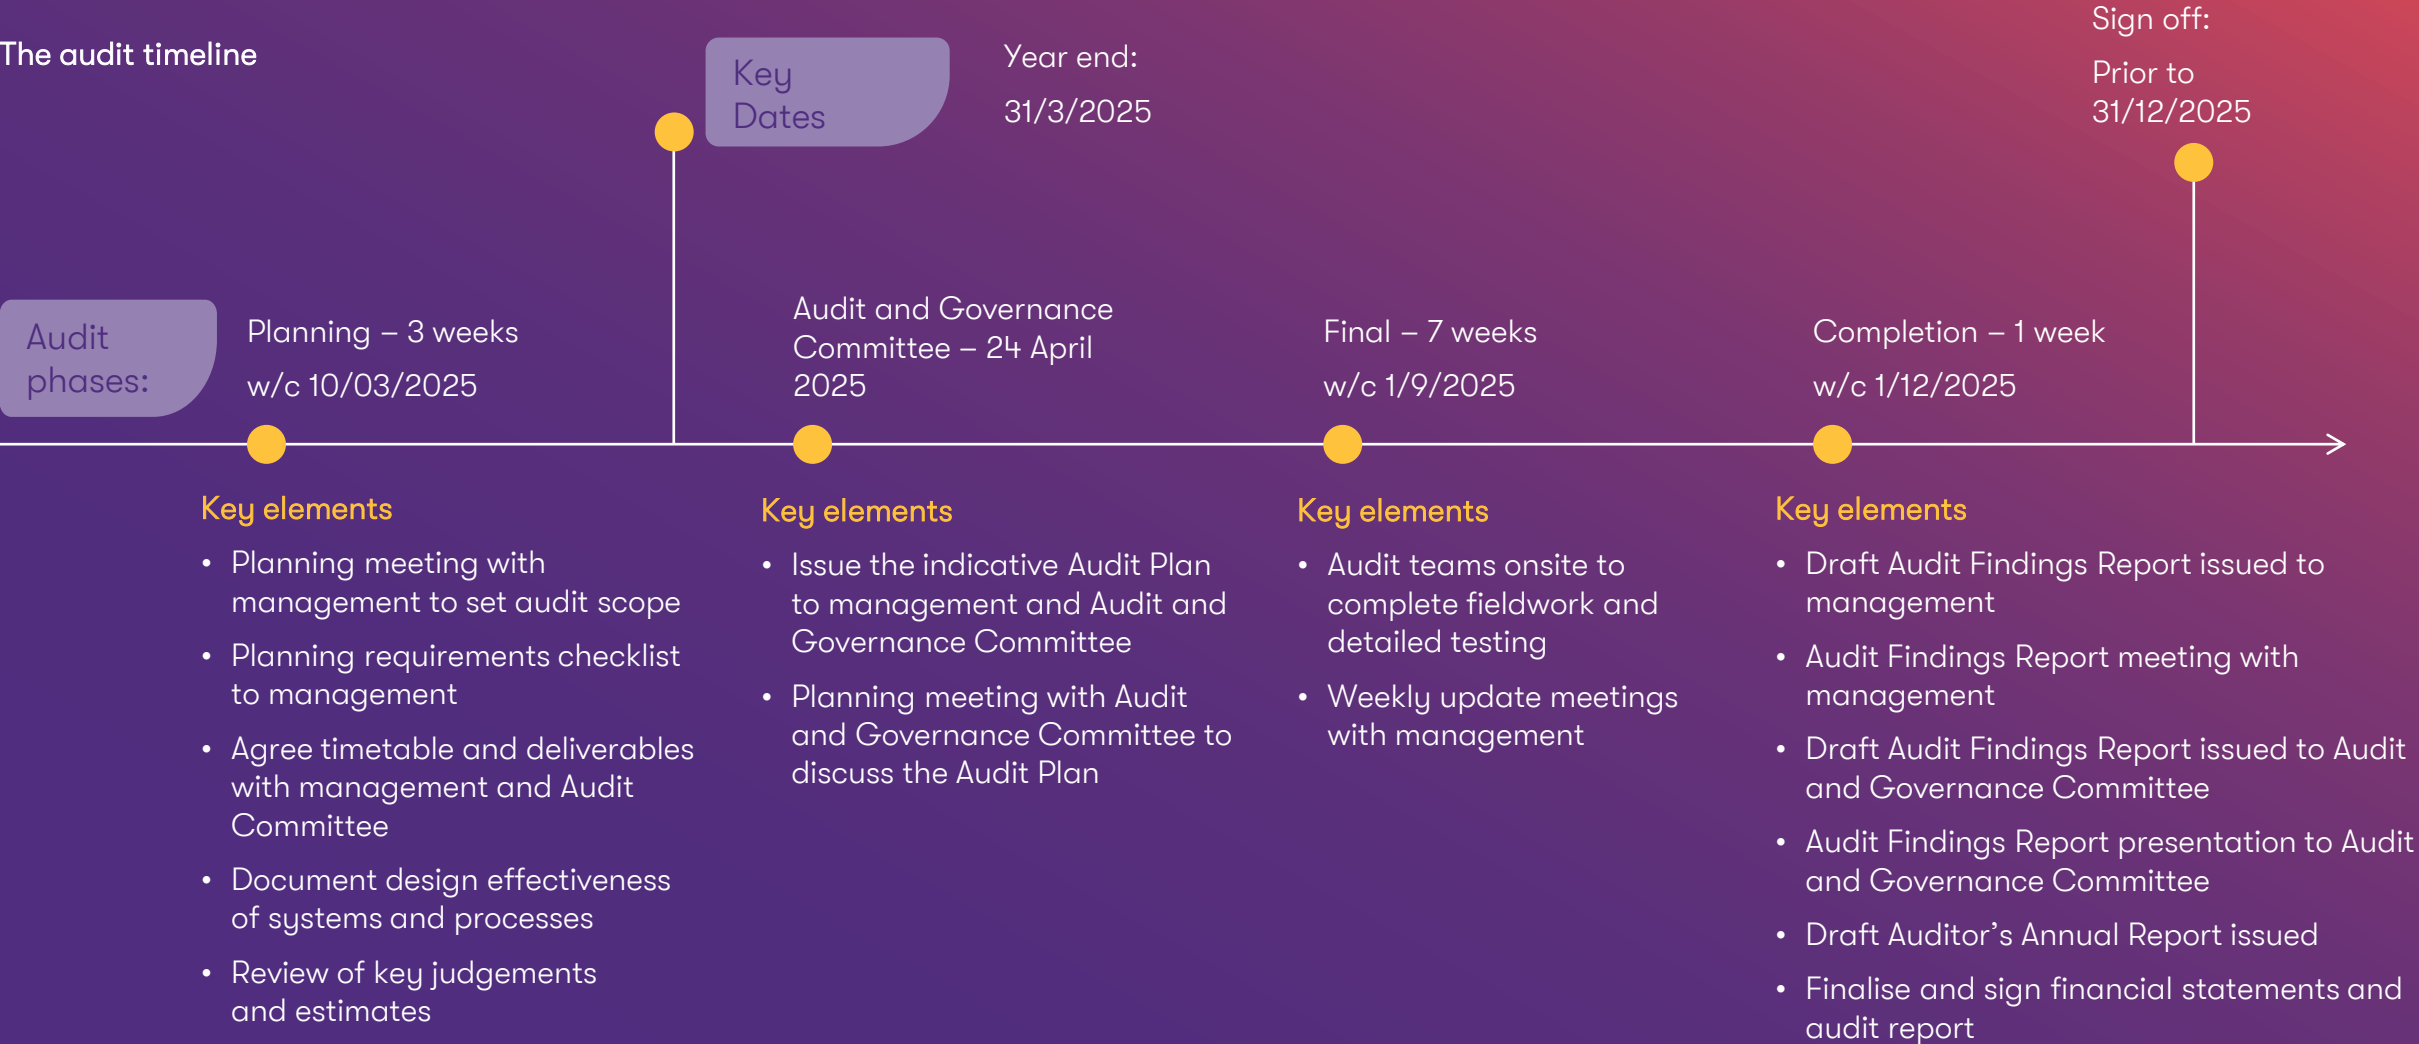 The audit timeline
Key
Dates
Year end:
31/3/2025
Sign off:
Prior to
31/12/2025
Audit
phases:
Planning – 3 weeks
w/c 10/03/2025
Audit and Governance
Committee – 24 April
2025
Final – 7 weeks
w/c 1/9/2025
Completion – 1 week
w/c 1/12/2025
Key elements
• Planning meeting with
management to set audit scope
• Planning requirements checklist
to management
• Agree timetable and deliverables
with management and Audit
Committee
• Document design effectiveness
of systems and processes
• Review of key judgements
and estimates
Key elements
• Issue the indicative Audit Plan
to management and Audit and
Governance Committee
• Planning meeting with Audit
and Governance Committee to
discuss the Audit Plan
Key elements
• Audit teams onsite to
complete fieldwork and
detailed testing
• Weekly update meetings
with management
Key elements
• Draft Audit Findings Report issued to
management
• Audit Findings Report meeting with
management
• Draft Audit Findings Report issued to Audit
and Governance Committee
• Audit Findings Report presentation to Audit
and Governance Committee
• Draft Auditor’s Annual Report issued
• Finalise and sign financial statements and
audit report